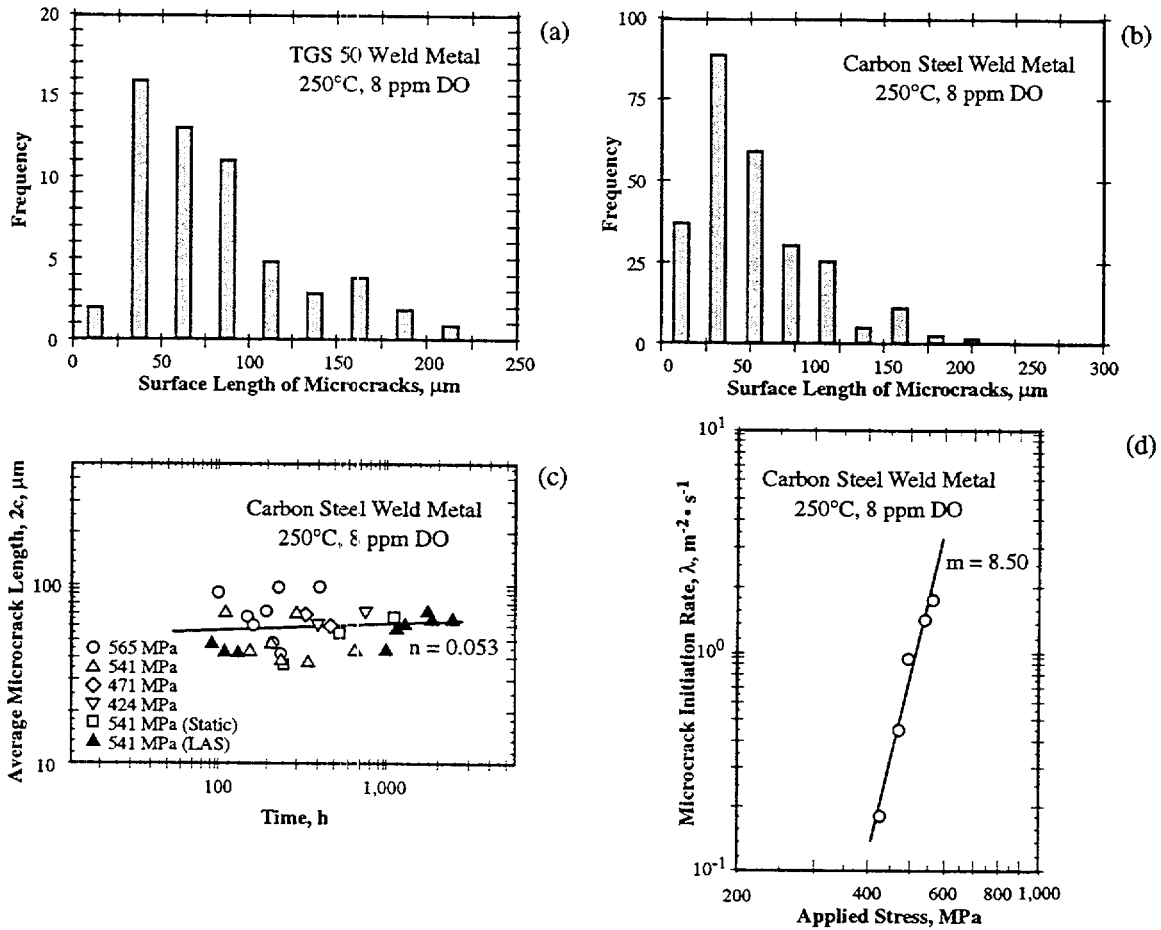 (a)
TGS 50 Weld Metal
250°C, 8 ppm DO
Frequency
20
15
10
5
0
0 50 100 150 200 250
Surface Length of Microcracks, µm
(b)
Carbon Steel Weld Metal
250°C, 8 ppm DO
Frequency
100
75
50
25
0
0 50 100 150 200 300
Surface Length of Microcracks, µm
(c)
Carbon Steel Weld Metal
250°C, 8 ppm DO
Average Microcrack Length, 2c, µm
100
10
n = 0.053
565 MPa
541 MPa
471 MPa
424 MPa
541 MPa (Static)
541 MPa (LAS)
100 1,000
Time, h
(d)
Carbon Steel Weld Metal
250°C, 8 ppm DO
m = 8.50
Microcrack Initiation Rate, λ, m⁻² • s⁻¹
10¹
10⁰
10⁻¹
200 400 600 800 1,000
Applied Stress, MPa